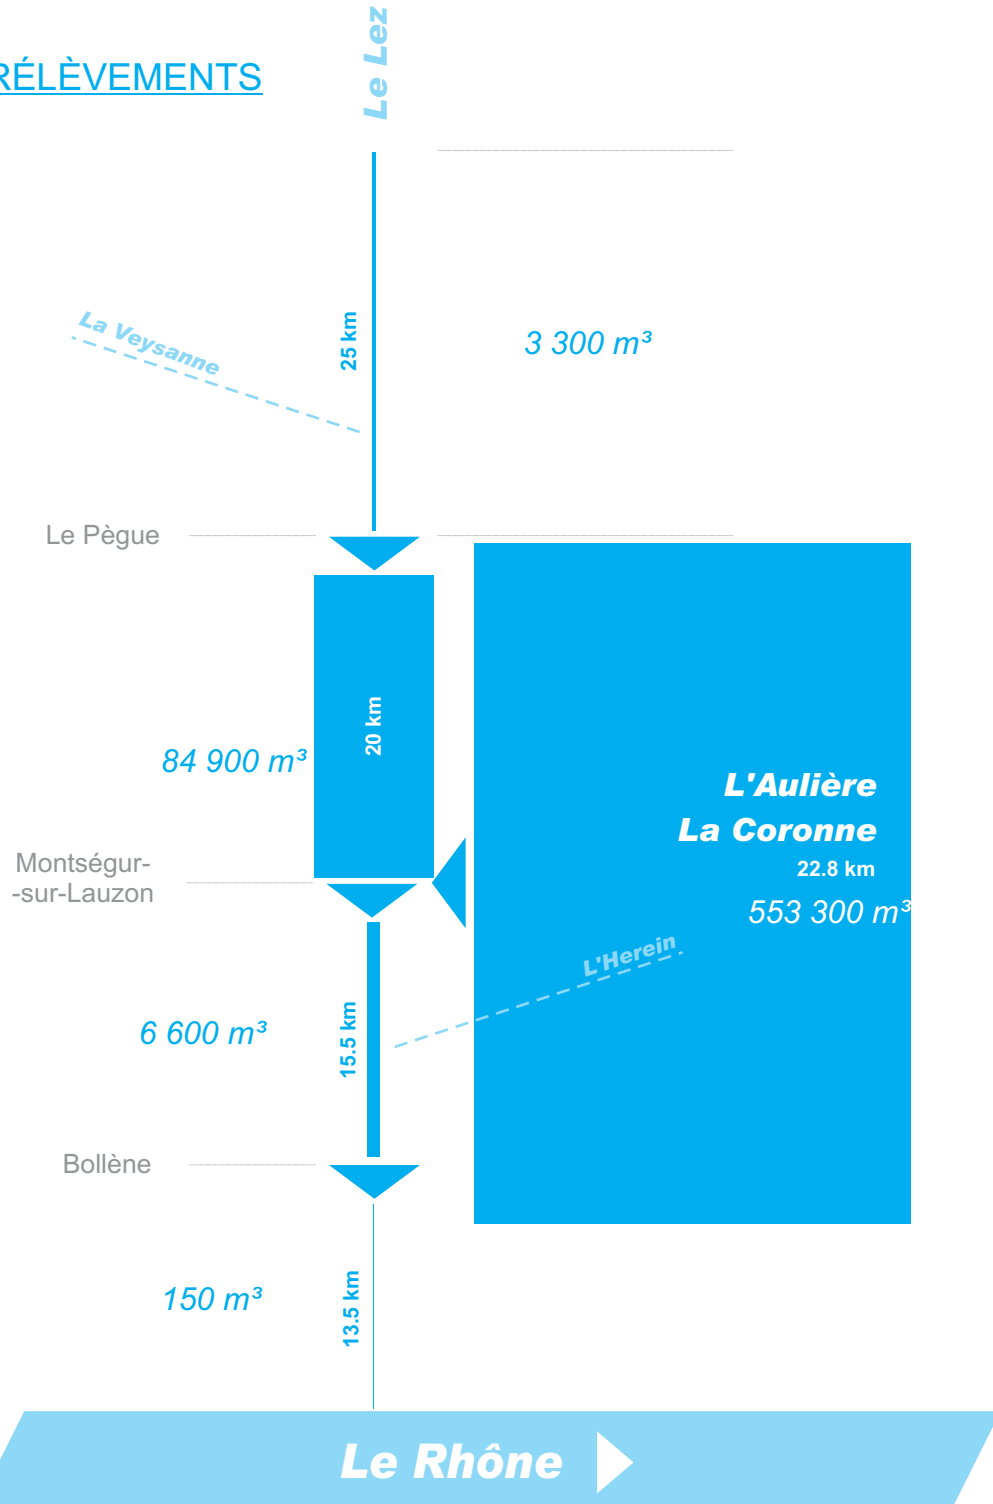 Le Lez
RÉLÈVEMENTS
La Veysanne
25 km
3 300 m³
Le Pègue
20 km
84 900 m³
L'Aulière
La Coronne
22.8 km
553 300 m³
Montségur-
-sur-Lauzon
L'Herein
6 600 m³
15.5 km
Bollène
150 m³
13.5 km
Le Rhône